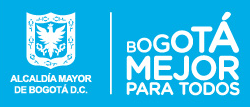 ALCALDÍA MAYOR
DE BOGOTÁ D.C.
BOGOTÁ
MEJOR
PARA TODOS